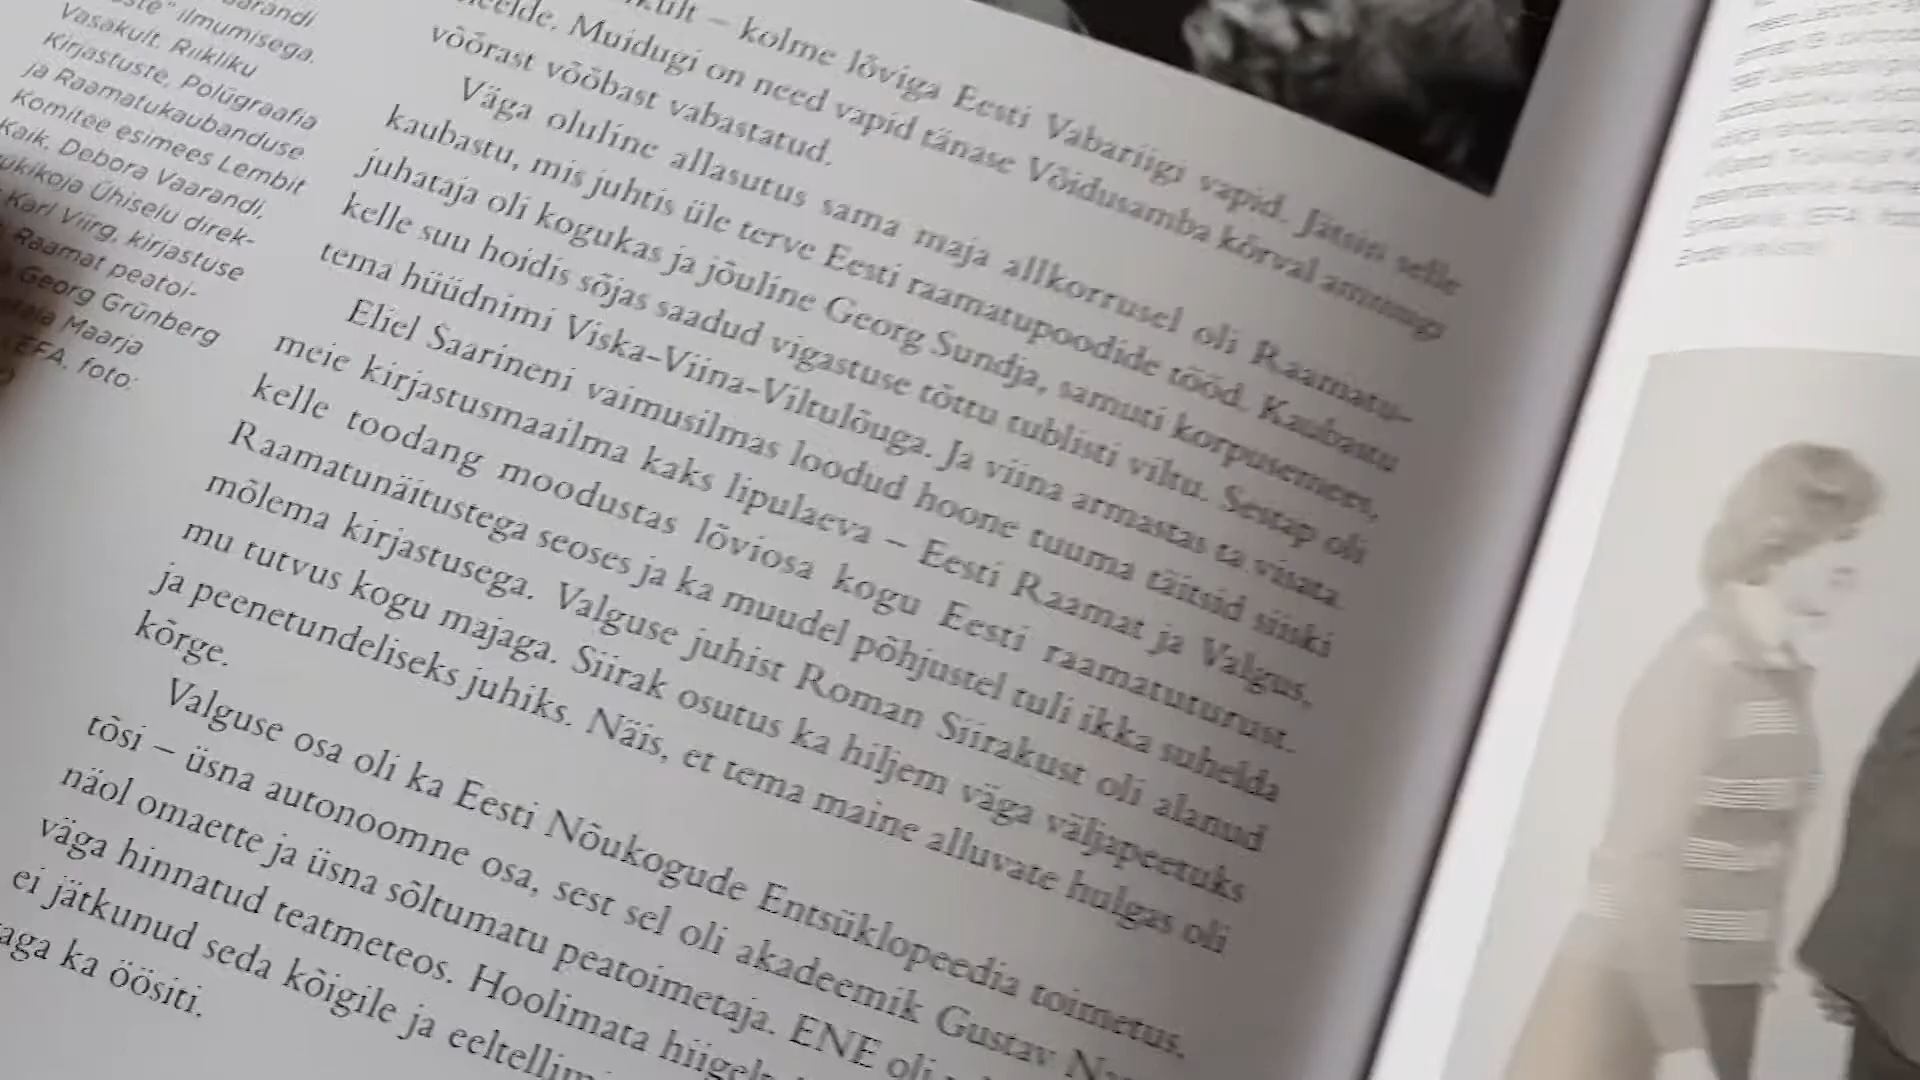 aarandi
ilmumisega.
Vasakult. Riikliku
Kirjastuste, Polügraafia
ja Raamatukaubanduse
Komitee esimees Lembit
Kaik, Debora Vaarandi,
Ühiselu direk-
Karl Viirg, kirjastuse
Raamat peatoi-
Georg Grünberg
Maarja
EFA, foto:
– kolme lõviga Eesti Vabariigi vapid. Jätsin selle
Muidugi on need vapid tänase Võidusamba kõrval ammugi
võõrast vööbast vabastatud.
Väga oluline allasutus sama maja allkorrusel oli Raamatu-
kaubastu, mis juhtis üle terve Eesti raamatupoodide tööd. Kaubastu
juhataja oli kogukas ja jõuline Georg Sundja, samuti korpusemees,
kelle suu hoidis sõjas saadud vigastuse tõttu tublisti viltu. Sestap oli
tema hüüdnimi Viska-Viina-Viltulõuga. Ja viina armastas ta visata.
Eliel Saarineni vaimusilmas loodud hoone tuuma täitsid siiski
meie kirjastusmaailma kaks lipulaeva – Eesti Raamat ja Valgus,
kelle toodang moodustas lõviosa kogu Eesti raamatuturust.
Raamatunäitustega seoses ja ka muudel põhjustel tuli ikka suhelda
mõlema kirjastusega. Valguse juhist Roman Siirakust oli alanud
mu tutvus kogu majaga. Siirak osutus ka hiljem väga väljapeetuks
ja peenetundeliseks juhiks. Näis, et tema maine alluvate hulgas oli
kõrge.
Valguse osa oli ka Eesti Nõukogude Entsüklopeedia toimetus,
tõsi – üsna autonoomne osa, sest sel oli akadeemik Gustav
näol omaette ja üsna sõltumatu peatoimetaja. ENE oli
väga hinnatud teatmeteos. Hoolimata
ei jätkunud seda kõigile ja
ka öösiti.